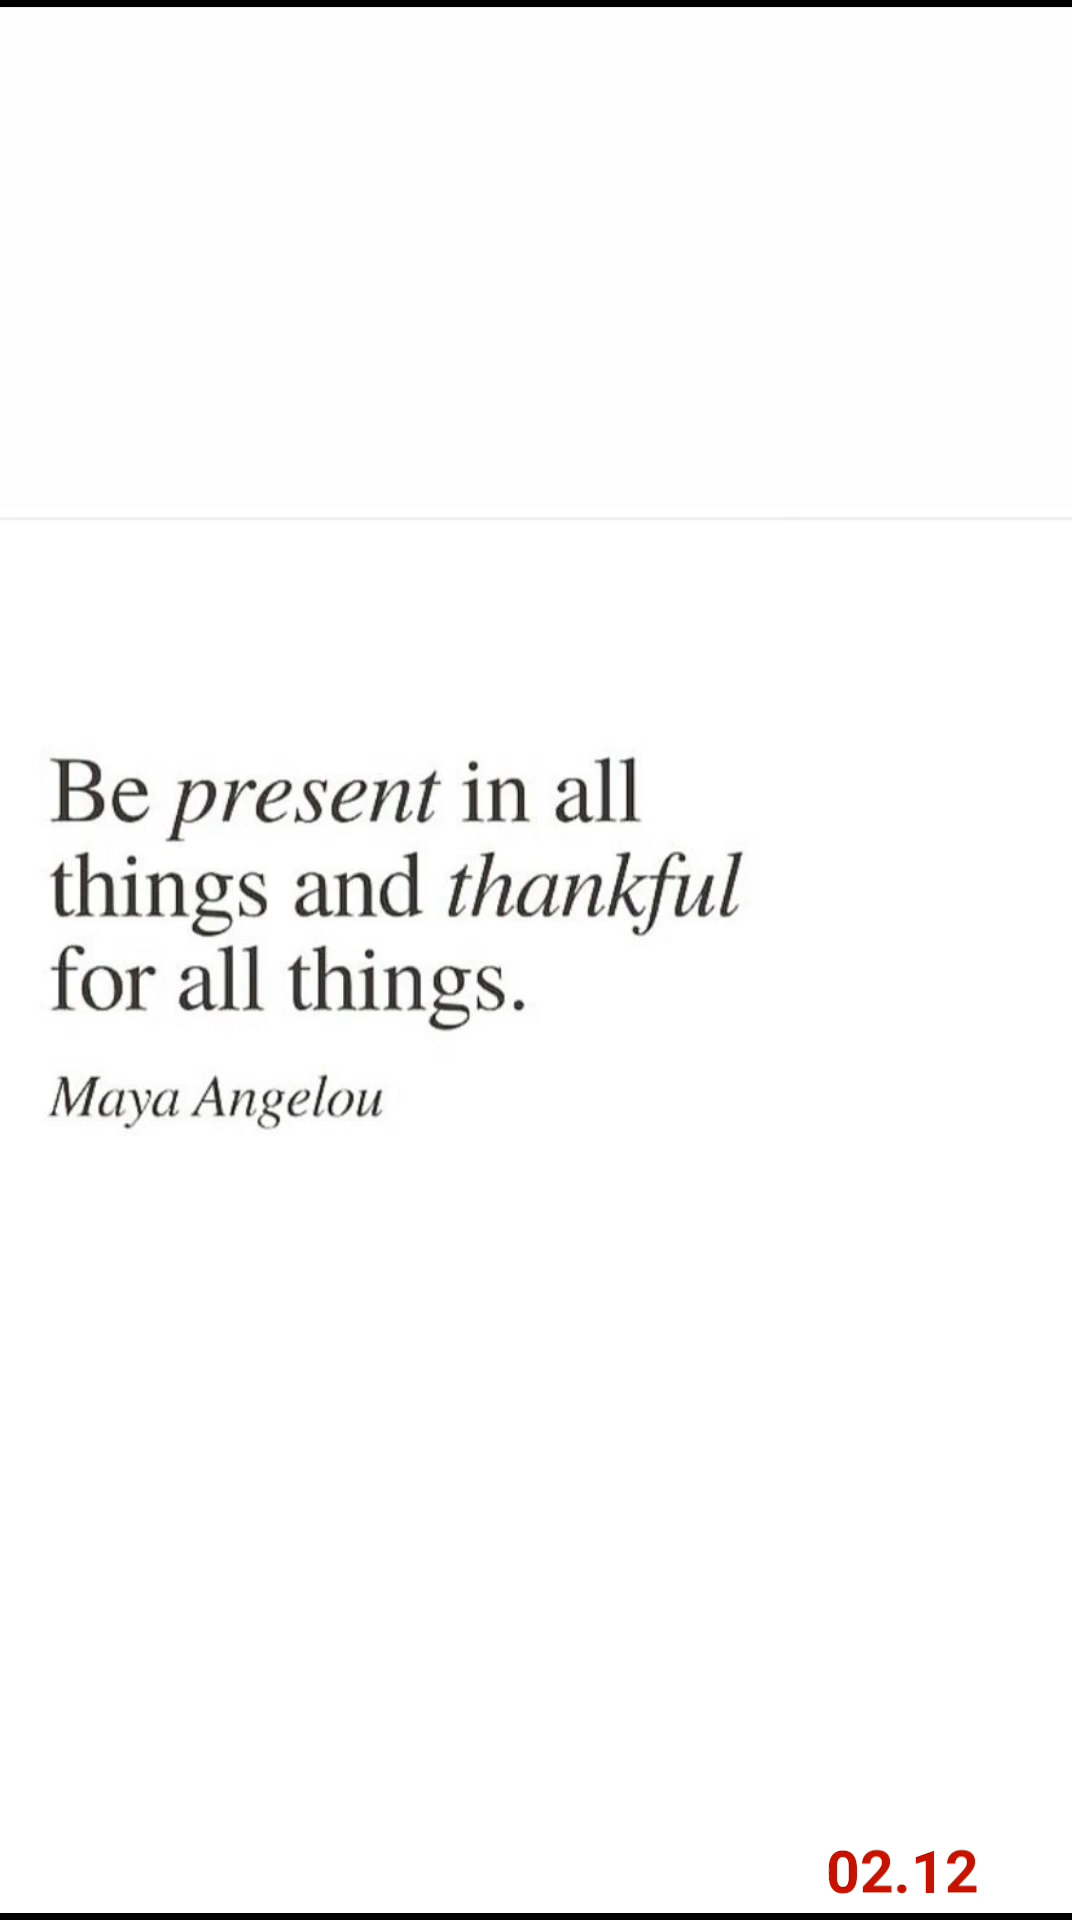 Be present in all
things and thankful
for all things.
Maya Angelou
02.12